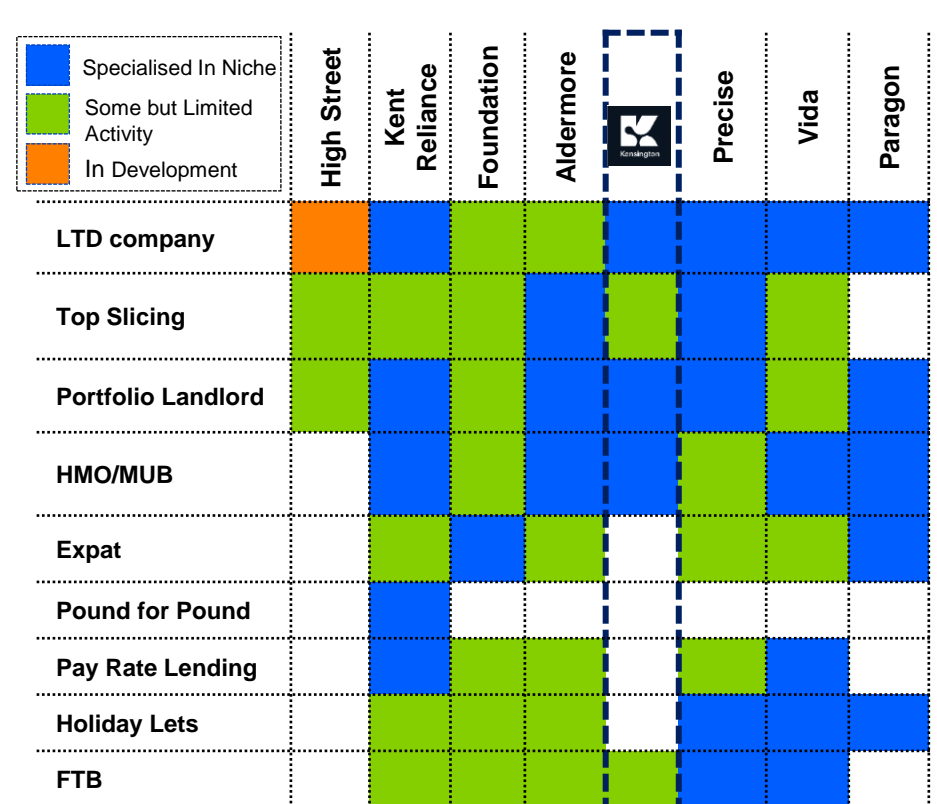 Specialised In Niche
Some but Limited
Activity
In Development
High Street
Kent
Reliance
Foundation
Aldermore
Kensington
Precise
Vida
Paragon
LTD company
Top Slicing
Portfolio Landlord
HMO/MUB
Expat
Pound for Pound
Pay Rate Lending
Holiday Lets
FTB